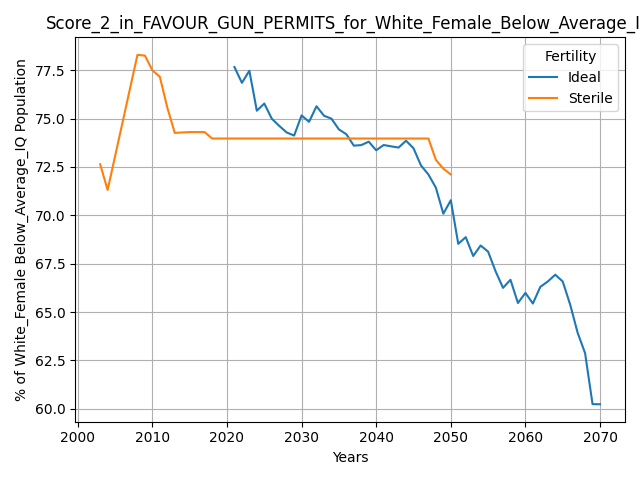 Score_2_in_FAVOUR_GUN_PERMITS_for_White_Female_Below_Average_I
Fertility
Ideal
Sterile
% of White_Female Below_Average_IQ Population
77.5
75.0
72.5
70.0
67.5
65.0
62.5
60.0
2000 2010 2020 2030 2040 2050 2060 2070
Years